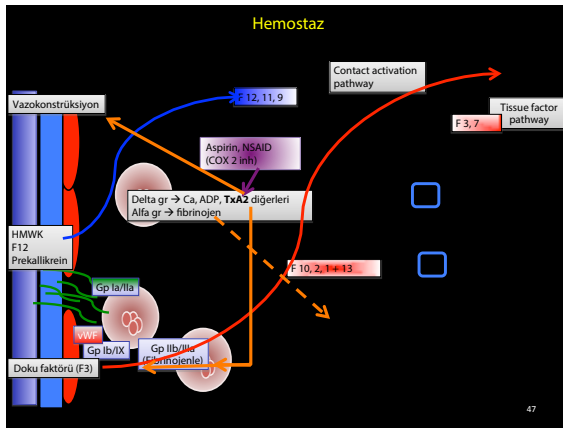 Hemostaz
Contact activation
pathway
Vazokonstrüksiyon
F 12, 11, 9
Tissue factor
pathway
F 3, 7
Aspirin, NSAID
(COX 2 inh)
Delta gr → Ca, ADP, TxA2 diğerleri
Alfa gr → fibrinojen
HMWK
F12
Prekallikrein
F 10, 2, 1 + 13
Gp Ia/IIa
vWF
Gp Ib/IX
Gp IIb/IIIa
(Fibrinojenle)
Doku faktörü (F3)
47